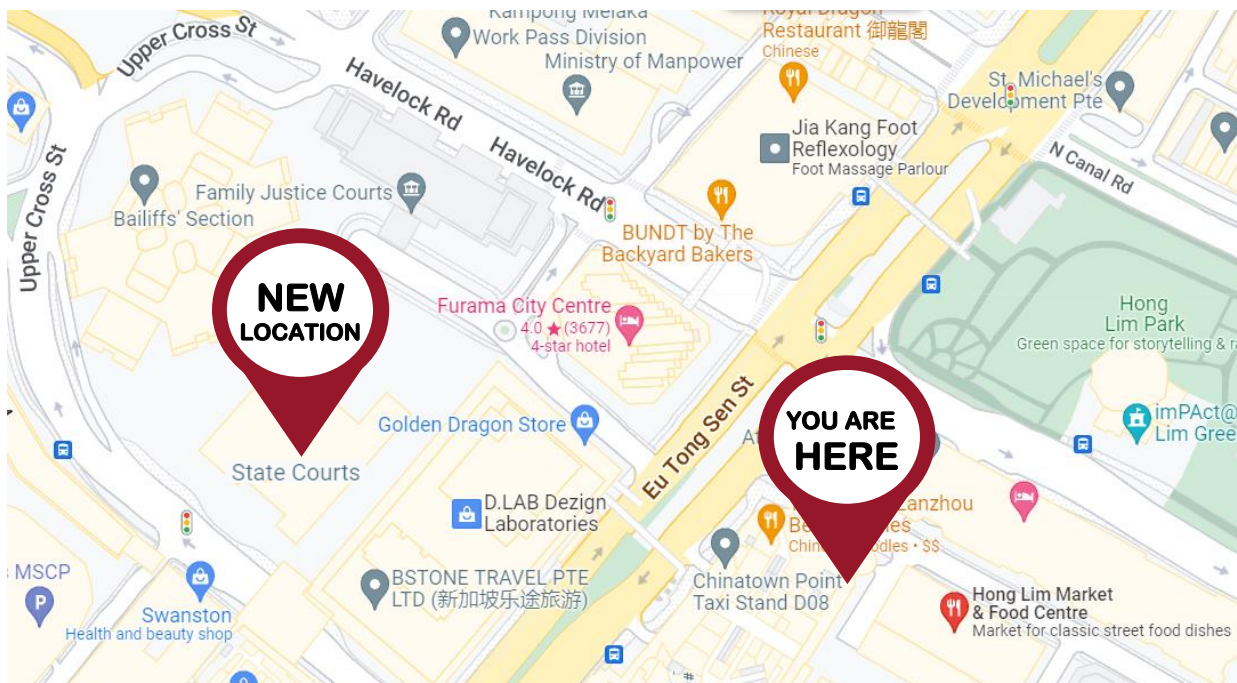 Kampong Melaka
Work Pass Division
Ministry of Manpower
Royal Dragon
Restaurant 御龍閣
Chinese
Upper Cross St
Havelock Rd
St. Michael's
Development Pte
Jia Kang Foot
Reflexology
Foot Massage Parlour
N Canal Rd
Havelock Rd
Upper Cross St
Bailiffs' Section
Family Justice Courts
BUNDT by The
Backyard Bakers
NEW
LOCATION
Furama City Centre
4.0 ★ (3677)
4-star hotel
Hong
Lim Park
Green space for storytelling &
Golden Dragon Store
Eu Tong Sen St
YOU ARE
HERE
imPAct@
Lim Gree
State Courts
D.LAB Dezign
Laboratories
Lanzhou
$$
BSTONE TRAVEL PTE
LTD (新加坡乐途旅游)
Chinatown Point
Taxi Stand D08
Hong Lim Market
& Food Centre
Market for classic street food dishes
MSCP
P
Swanston
Health and beauty shop